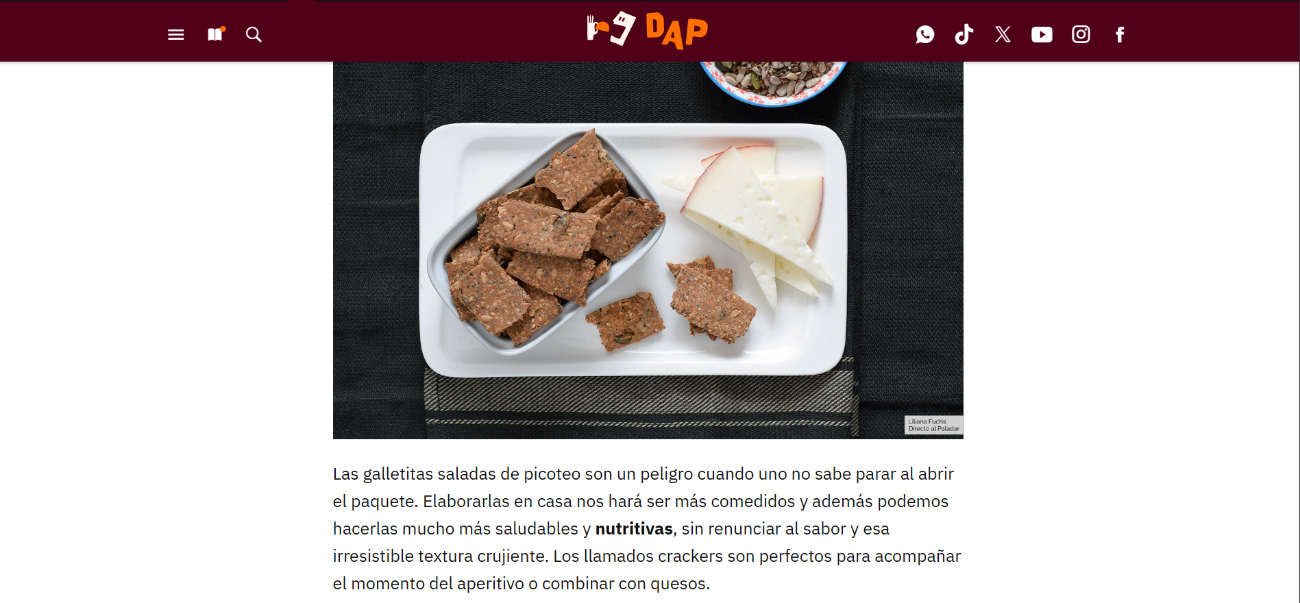 DAP
Liliana Fuchs
Directo al Paladar
Las galletitas saladas de picoteo son un peligro cuando uno no sabe parar al abrir
el paquete. Elaborarlas en casa nos hará ser más comedidos y además podemos
hacerlas mucho más saludables y nutritivas, sin renunciar al sabor y esa
irresistible textura crujiente. Los llamados crackers son perfectos para acompañar
el momento del aperitivo o combinar con quesos.